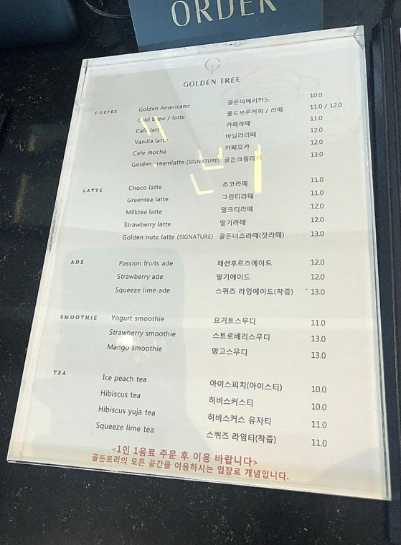 ORDER
GOLDEN TREE
COFFEE
Golden Americano 골든아메리카노 10.0
Cold brew / latte 콜드브루커피 / 라떼 11.0 / 12.0
Cafe latte 카페라떼 11.0
Vanilla latte 바닐라라떼 12.0
Cafe mocha 카페모카 12.0
Golden creamlatte (SIGNATURE) 골든크림라떼 13.0
LATTE
Choco latte 초코라떼 11.0
Greentea latte 그린티라떼 11.0
Milktea latte 밀크티라떼 12.0
Strawberry latte 딸기라떼 12.0
Golden nuts latte (SIGNATURE) 골든너츠라떼(잣라떼) 13.0
ADE
Passion fruits ade 패션후르츠에이드 12.0
Strawberry ade 딸기에이드 12.0
Squeeze lime ade 스퀴즈 라임에이드(착즙) 13.0
SMOOTHIE
Yogurt smoothie 요거트스무디 11.0
Strawberry smoothie 스트로베리스무디 13.0
Mango smoothie 망고스무디 13.0
TEA
Ice peach tea 아이스피치(아이스티) 10.0
Hibiscus tea 히비스커스티 10.0
Hibiscus yuja tea 히비스커스 유자티 11.0
Squeeze lime tea 스퀴즈 라임티(착즙) 11.0
<1인 1음료 주문 후 이용 바랍니다>
골든트리의 모든 공간을 이용하시는 입장료 개념입니다.